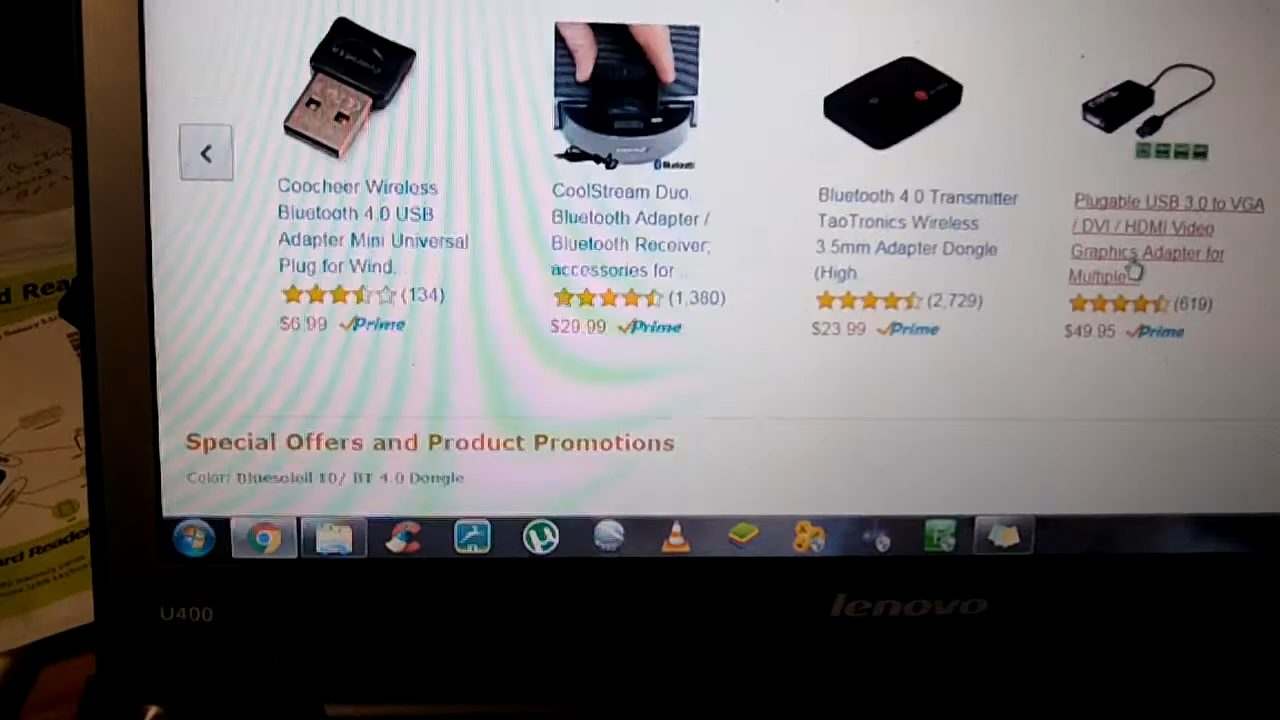 Coocheer Wireless
Bluetooth 4.0 USB
Adapter Mini Universal
Plug for Wind...
(134)
$6.99 Prime
CoolStream Duo.
Bluetooth Adapter /
Bluetooth Receiver,
accessories for ...
(1,380)
$29.99 Prime
Bluetooth 4.0 Transmitter
TaoTronics Wireless
3.5mm Adapter Dongle
(High...
(2,729)
$23.99 Prime
Plugable USB 3.0 to VGA
/ DVI / HDMI Video
Graphics Adapter for
Multiple
(619)
$49.95 Prime
Special Offers and Product Promotions
Color: Bluesoleil 10/ BT 4.0 Dongle
U400
lenovo